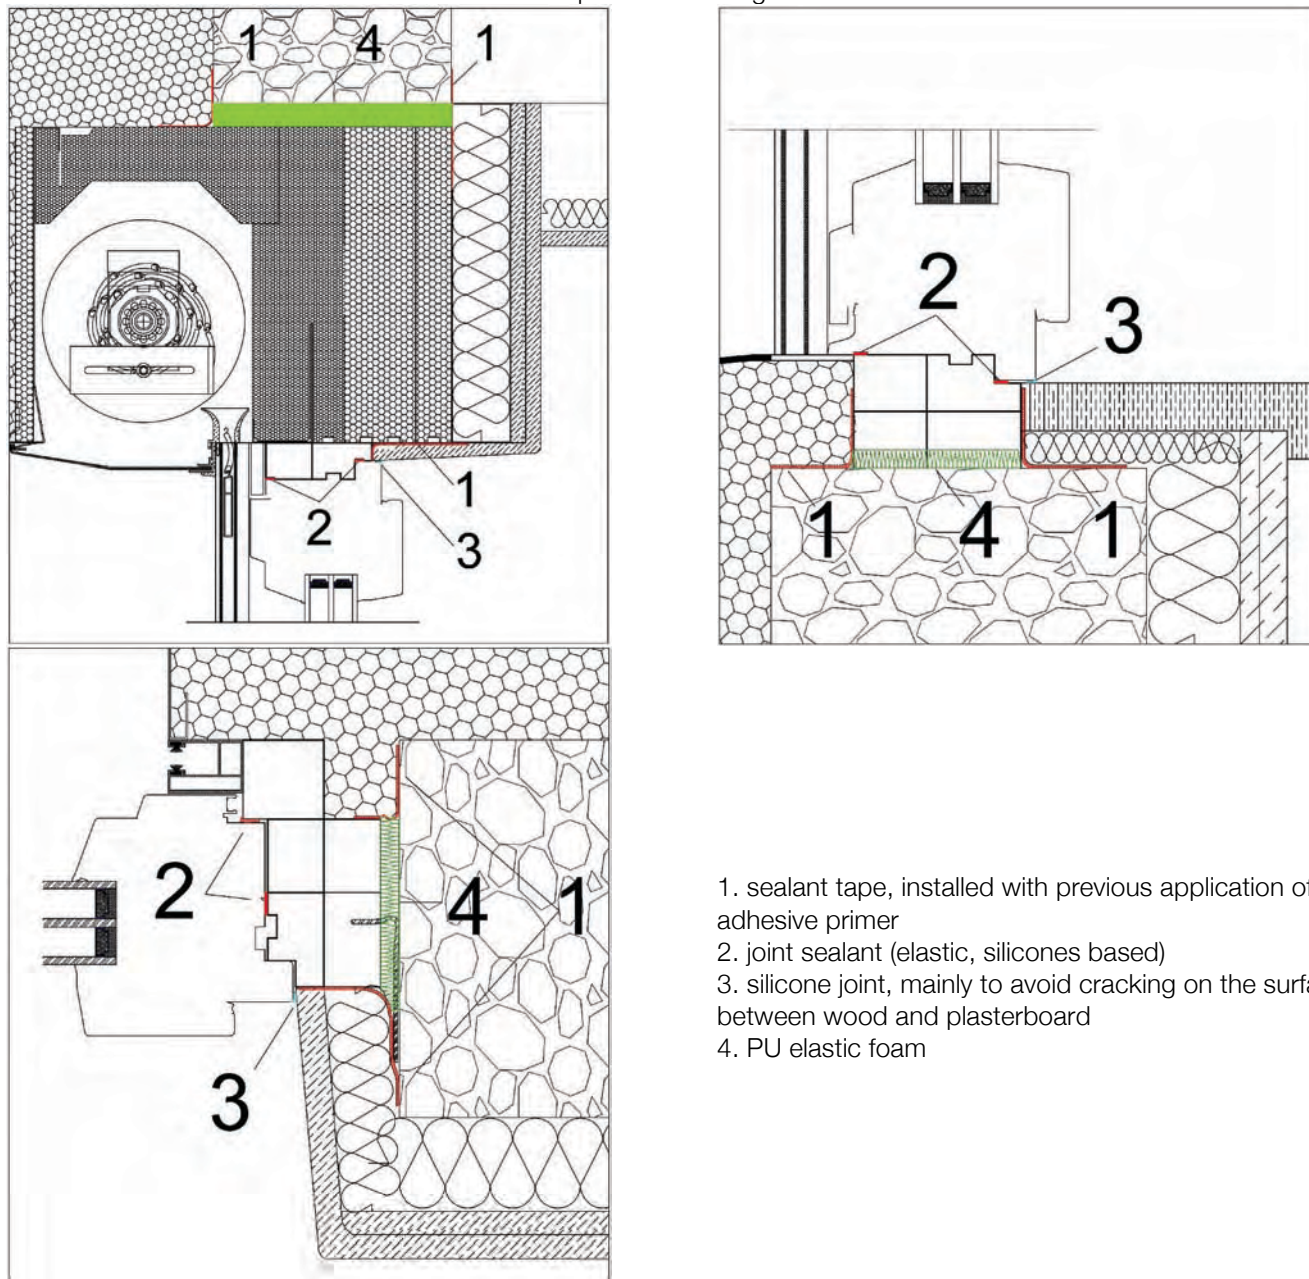 1 4 1
2
1
3
2
3
1 4 1
2
4 1
3
1. sealant tape, installed with previous application of
adhesive primer
2. joint sealant (elastic, silicones based)
3. silicone joint, mainly to avoid cracking on the
between wood and plasterboard
4. PU elastic foam